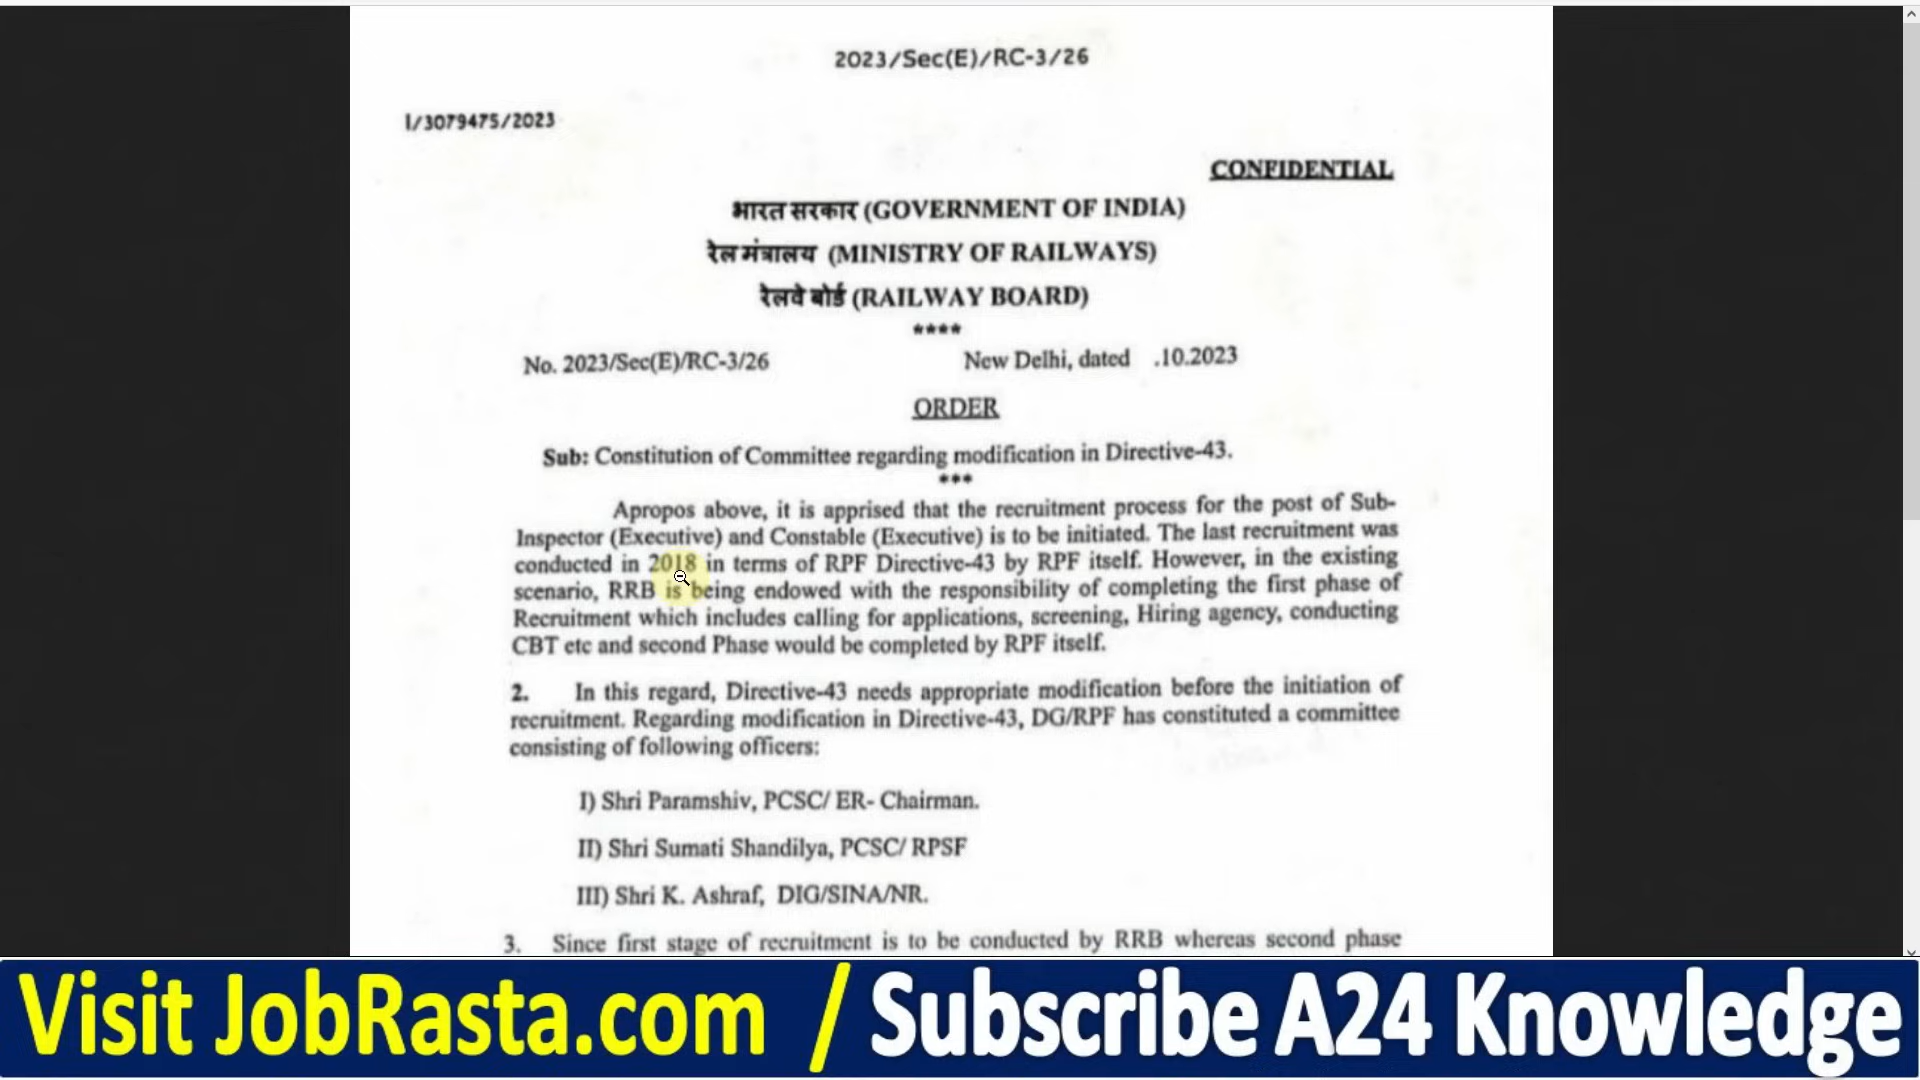 2023/Sec(E)/RC-3/26
I/3079475/2023
CONFIDENTIAL
भारत सरकार (GOVERNMENT OF INDIA)
रेल मंत्रालय (MINISTRY OF RAILWAYS)
रेलवे बोर्ड (RAILWAY BOARD)
****
No. 2023/Sec(E)/RC-3/26 New Delhi, dated .10.2023
ORDER
Sub: Constitution of Committee regarding modification in Directive-43.
***
Apropos above, it is apprised that the recruitment process for the post of Sub-
Inspector (Executive) and Constable (Executive) is to be initiated. The last recruitment was
conducted in 2018 in terms of RPF Directive-43 by RPF itself. However, in the existing
scenario, RRB is being endowed with the responsibility of completing the first phase of
Recruitment which includes calling for applications, screening, Hiring agency, conducting
CBT etc and second Phase would be completed by RPF itself.
2. In this regard, Directive-43 needs appropriate modification before the initiation of
recruitment. Regarding modification in Directive-43, DG/RPF has constituted a committee
consisting of following officers:
I) Shri Paramshiv, PCSC/ ER- Chairman.
II) Shri Sumati Shandilya, PCSC/ RPSF
III) Shri K. Ashraf, DIG/SINA/NR.
3. Since first stage of recruitment is to be conducted by RRB whereas second phase
Visit JobRasta.com / Subscribe A24 Knowledge